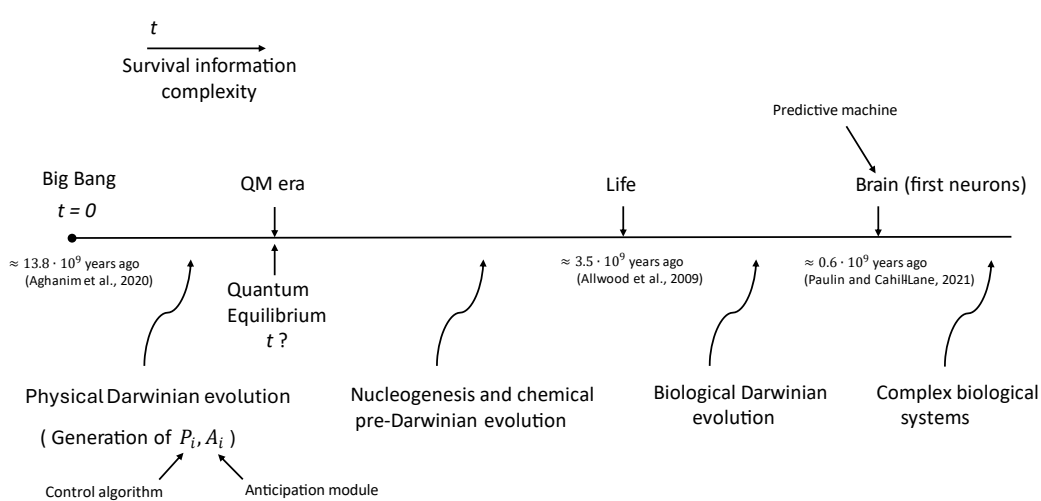 t
Survival information
complexity
Predictive machine
Big Bang
t = 0
QM era
Life
Brain (first neurons)
≈ 13.8 · 10⁹ years ago
(Aghanim et al., 2020)
≈ 3.5 · 10⁹ years ago
(Allwood et al., 2009)
≈ 0.6 · 10⁹ years ago
(Paulin and Cahill-Lane, 2021)
Quantum
Equilibrium
t ?
Physical Darwinian evolution
( Generation of Pᵢ, Aᵢ )
Control algorithm
Anticipation module
Nucleogenesis and chemical
pre-Darwinian evolution
Biological Darwinian
evolution
Complex biological
systems